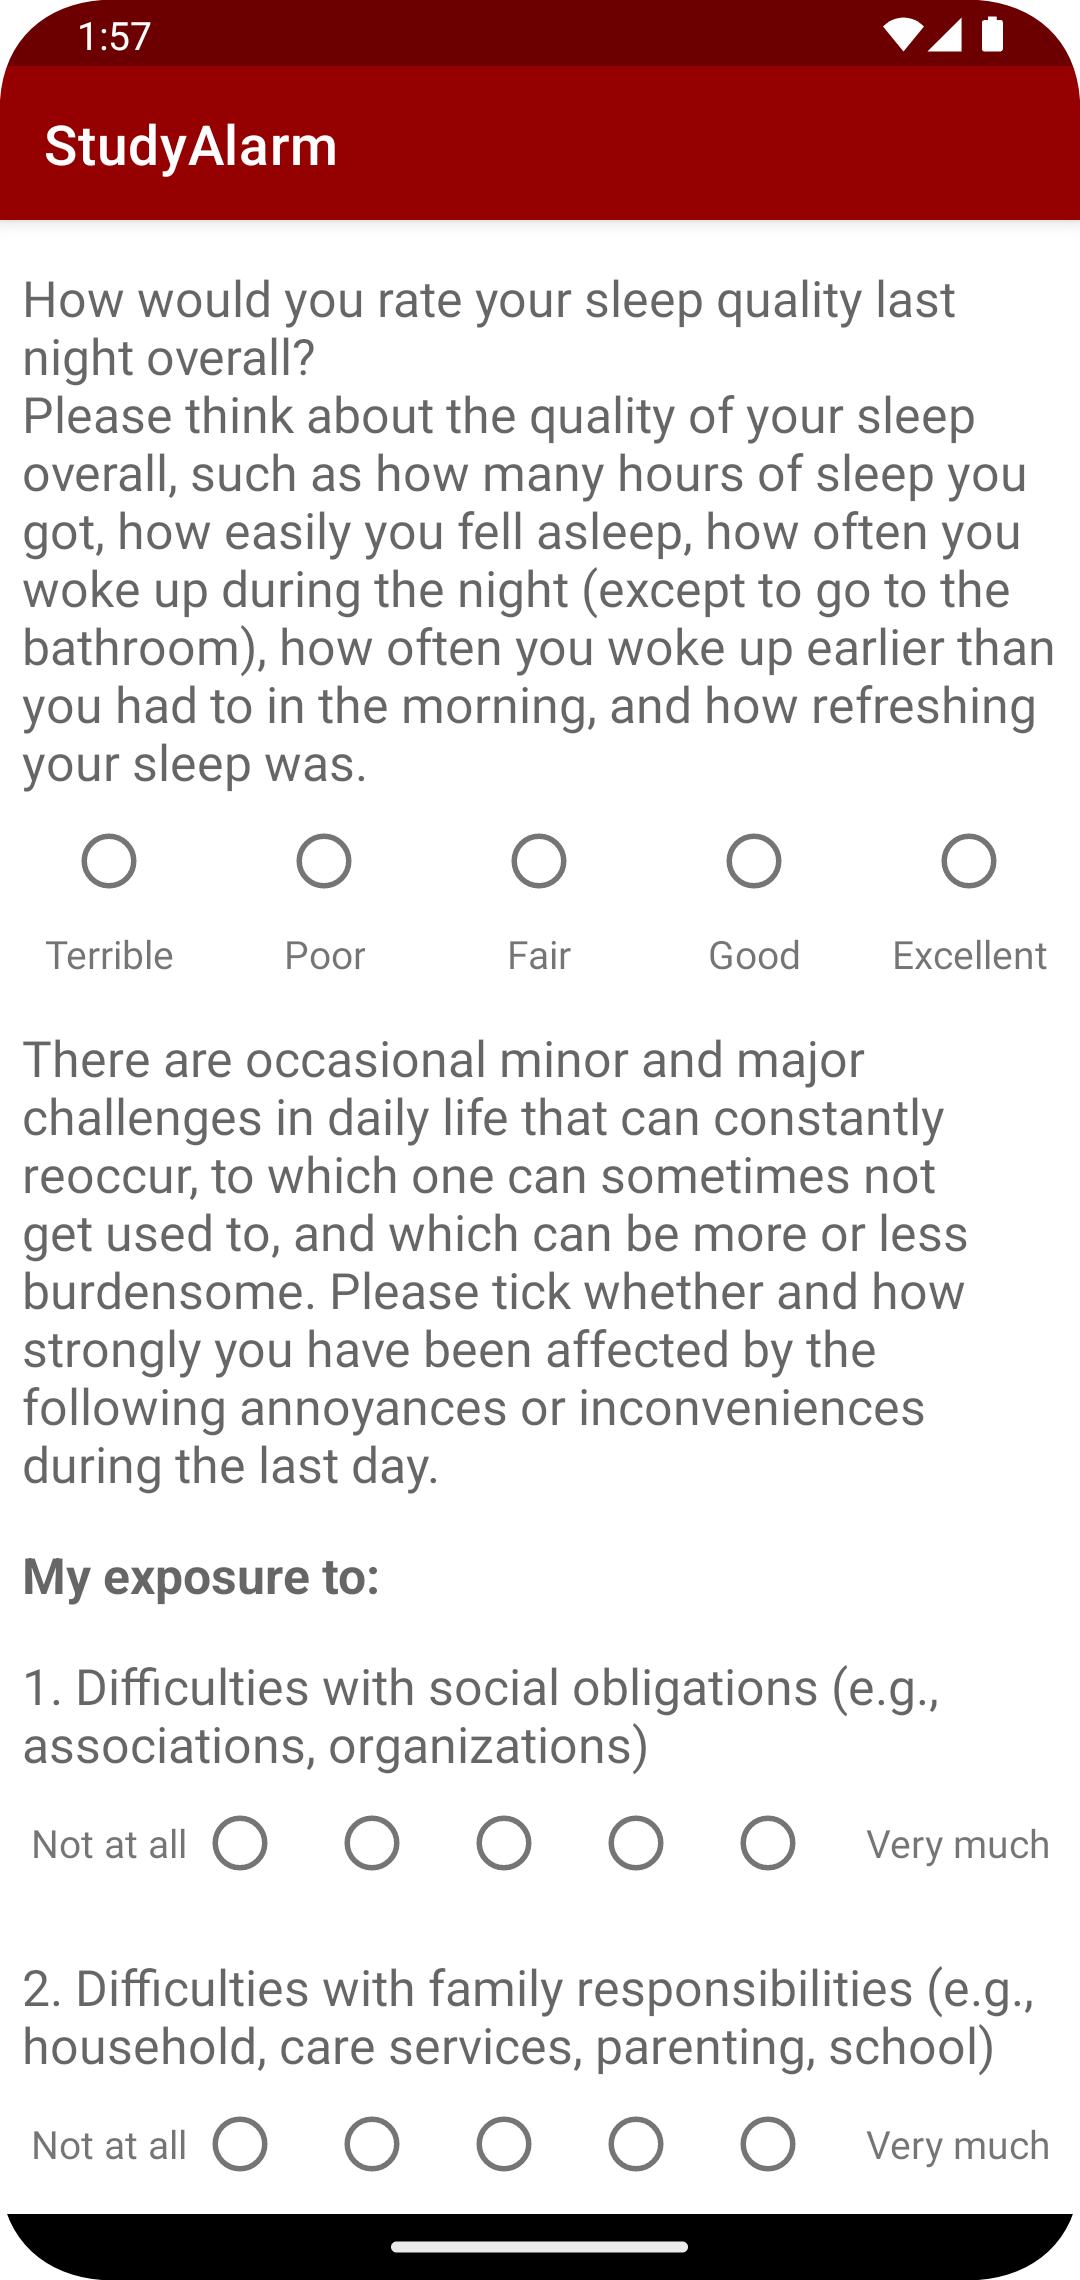 1:57
StudyAlarm
How would you rate your sleep quality last
night overall?
Please think about the quality of your sleep
overall, such as how many hours of sleep you
got, how easily you fell asleep, how often you
woke up during the night (except to go to the
bathroom), how often you woke up earlier than
you had to in the morning, and how refreshing
your sleep was.
Terrible Poor Fair Good Excellent
There are occasional minor and major
challenges in daily life that can constantly
reoccur, to which one can sometimes not
get used to, and which can be more or less
burdensome. Please tick whether and how
strongly you have been affected by the
following annoyances or inconveniences
during the last day.
My exposure to:
1. Difficulties with social obligations (e.g.,
associations, organizations)
Not at all Very much
2. Difficulties with family responsibilities (e.g.,
household, care services, parenting, school)
Not at all Very much